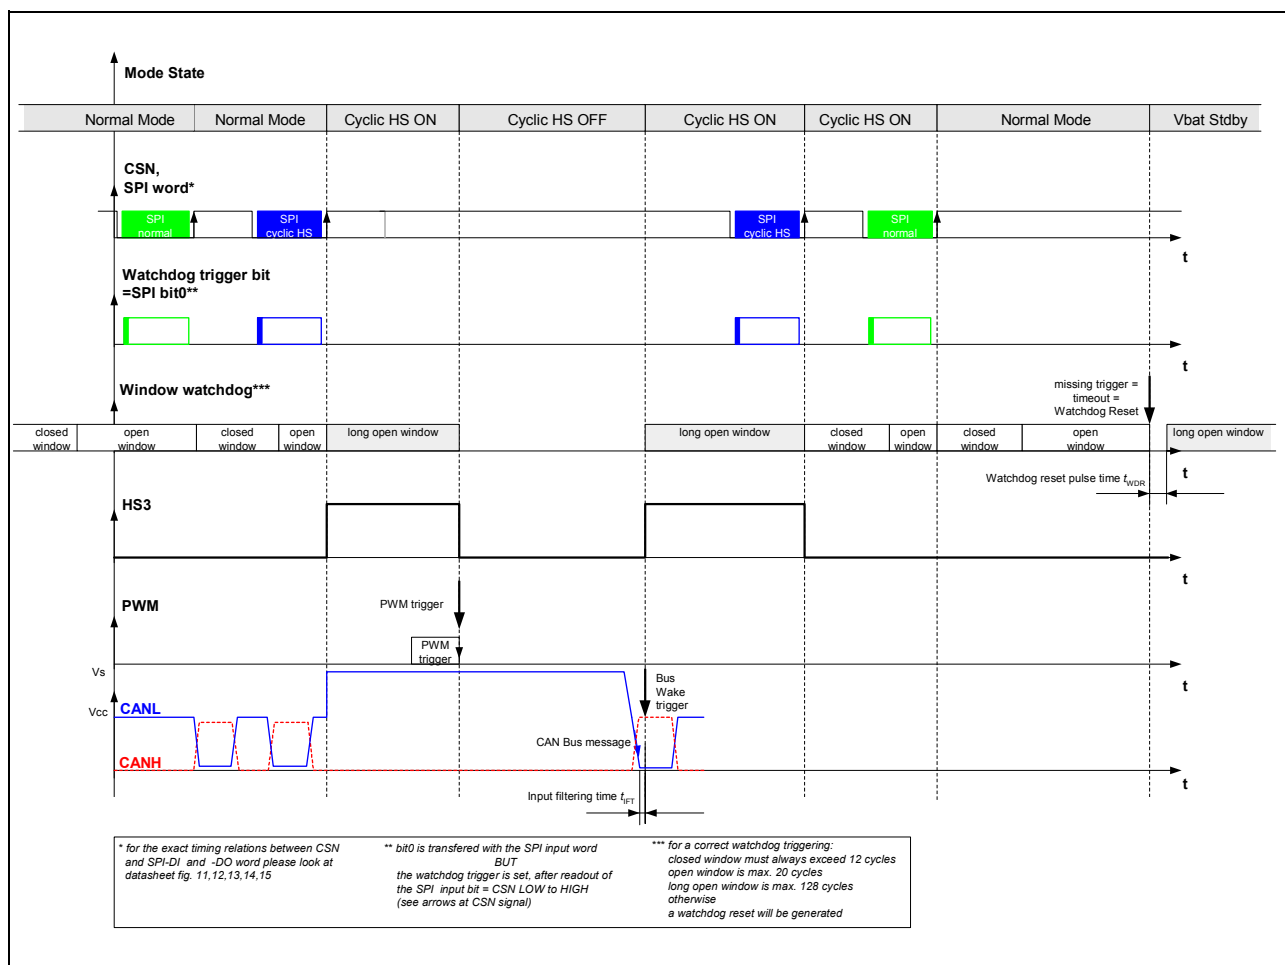 Mode State
Normal Mode Normal Mode Cyclic HS ON Cyclic HS OFF Cyclic HS ON Cyclic HS ON Normal Mode Vbat Stdby
CSN,
SPI word*
SPI normal
SPI cyclic HS
SPI cyclic HS
SPI normal
t
Watchdog trigger bit
=SPI bit0**
t
Window watchdog***
missing trigger =
timeout =
Watchdog Reset
closed window
open window
closed window
open window
long open window
long open window
closed window
open window
closed window
open window
long open window
t
Watchdog reset pulse time tWDR
HS3
t
PWM
PWM trigger
PWM
trigger
t
Vs
Vcc
CANL
CANH
Bus
Wake
trigger
CAN Bus message
t
Input filtering time tIFT
* for the exact timing relations between CSN
and SPI-DI and -DO word please look at
datasheet fig. 11,12,13,14,15
** bit0 is transfered with the SPI input word
BUT
the watchdog trigger is set, after readout of
the SPI input bit = CSN LOW to HIGH
(see arrows at CSN signal)
*** for a correct watchdog triggering:
closed window must always exceed 12 cycles
open window is max. 20 cycles
long open window is max. 128 cycles
otherwise
a watchdog reset will be generated